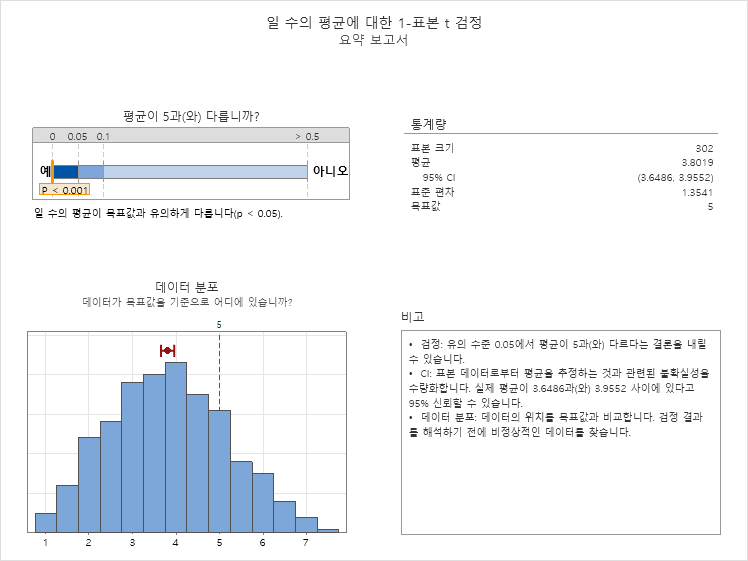 일 수의 평균에 대한 1-표본 t 검정
요약 보고서
평균이 5과(와) 다릅니까?
0 0.05 0.1 > 0.5
예 아니오
P < 0.001
일 수의 평균이 목표값과 유의하게 다릅니다(p < 0.05).
통계량
표본 크기 302
평균 3.8019
95% CI (3.6486, 3.9552)
표준 편차 1.3541
목표값 5
데이터 분포
데이터가 목표값을 기준으로 어디에 있습니까?
5
1 2 3 4 5 6 7
비고
• 검정: 유의 수준 0.05에서 평균이 5과(와) 다르다는 결론을 내릴
수 있습니다.
• CI: 표본 데이터로부터 평균을 추정하는 것과 관련된 불확실성을
수량화합니다. 실제 평균이 3.6486과(와) 3.9552 사이에 있다고
95% 신뢰할 수 있습니다.
• 데이터 분포: 데이터의 위치를 목표값과 비교합니다. 검정 결과
를 해석하기 전에 비정상적인 데이터를 찾습니다.